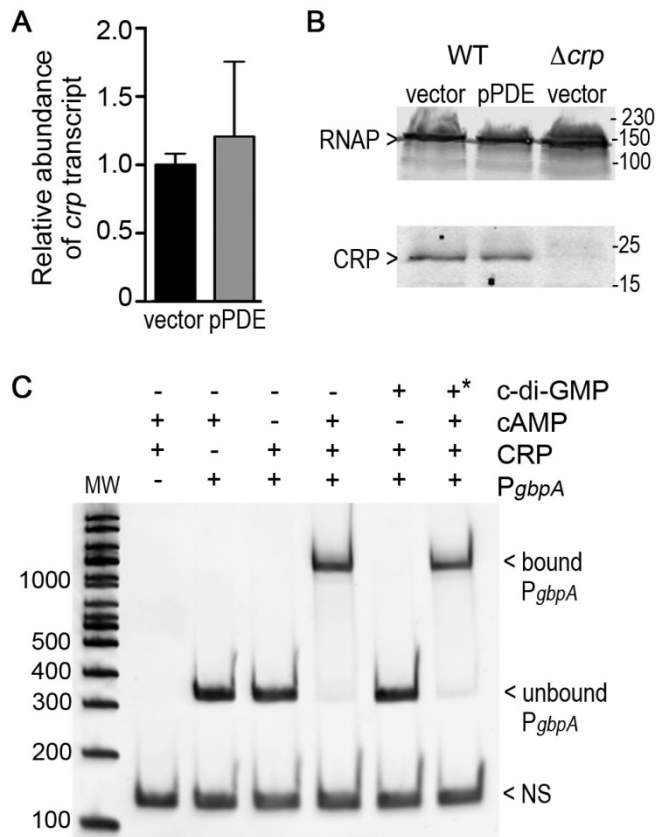 A
Relative abundance
of crp transcript
2.0
1.5
1.0
0.5
0
vector pPDE
B
WT Δcrp
vector pPDE vector
RNAP >
-230
-150
-100
CRP >
-25
-15
C
- - - - + +* c-di-GMP
+ + - + - + cAMP
+ - + + + + CRP
- + + + + + PgbpA
MW
1000
500
400
300
200
100
< bound
PgbpA
< unbound
PgbpA
< NS